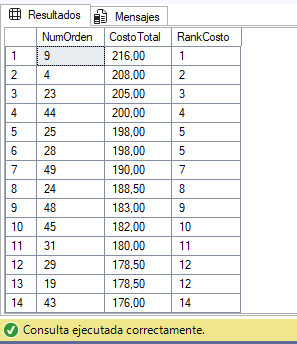 Resultados Mensajes
NumOrden CostoTotal RankCosto
1 9 216,00 1
2 4 208,00 2
3 23 205,00 3
4 44 200,00 4
5 25 198,00 5
6 28 198,00 5
7 49 190,00 7
8 24 188,50 8
9 48 183,00 9
10 45 182,00 10
11 31 180,00 11
12 29 178,50 12
13 19 178,50 12
14 43 176,00 14
Consulta ejecutada correctamente.